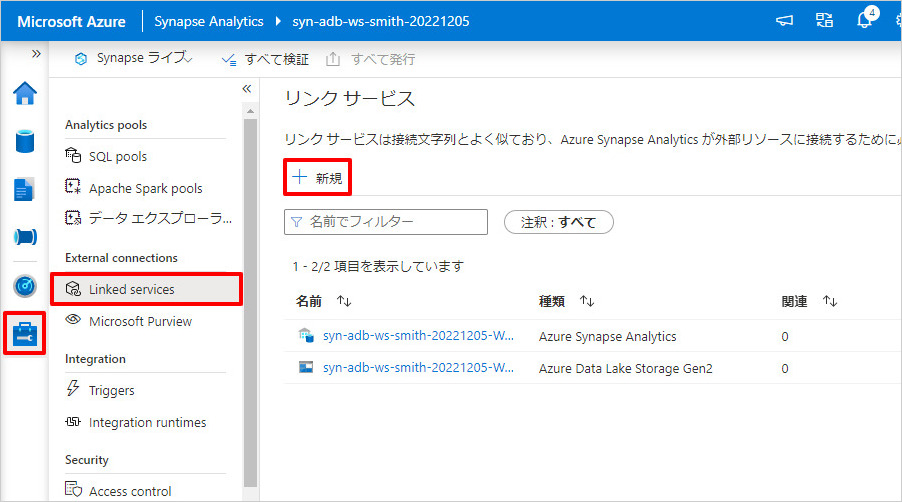 Microsoft Azure
Synapse Analytics
syn-adb-ws-smith-20221205
4
Synapse ライブ
すべて検証
すべて発行
Analytics pools
SQL pools
Apache Spark pools
データ エクスプローラ...
External connections
Linked services
Microsoft Purview
Integration
Triggers
Integration runtimes
Security
Access control
リンク サービス
リンク サービスは接続文字列とよく似ており、Azure Synapse Analytics が外部リソースに接続するために
新規
名前でフィルター
注釈 : すべて
1 - 2/2 項目を表示しています
名前 種類 関連
syn-adb-ws-smith-20221205-W... Azure Synapse Analytics 0
syn-adb-ws-smith-20221205-W... Azure Data Lake Storage Gen2 0